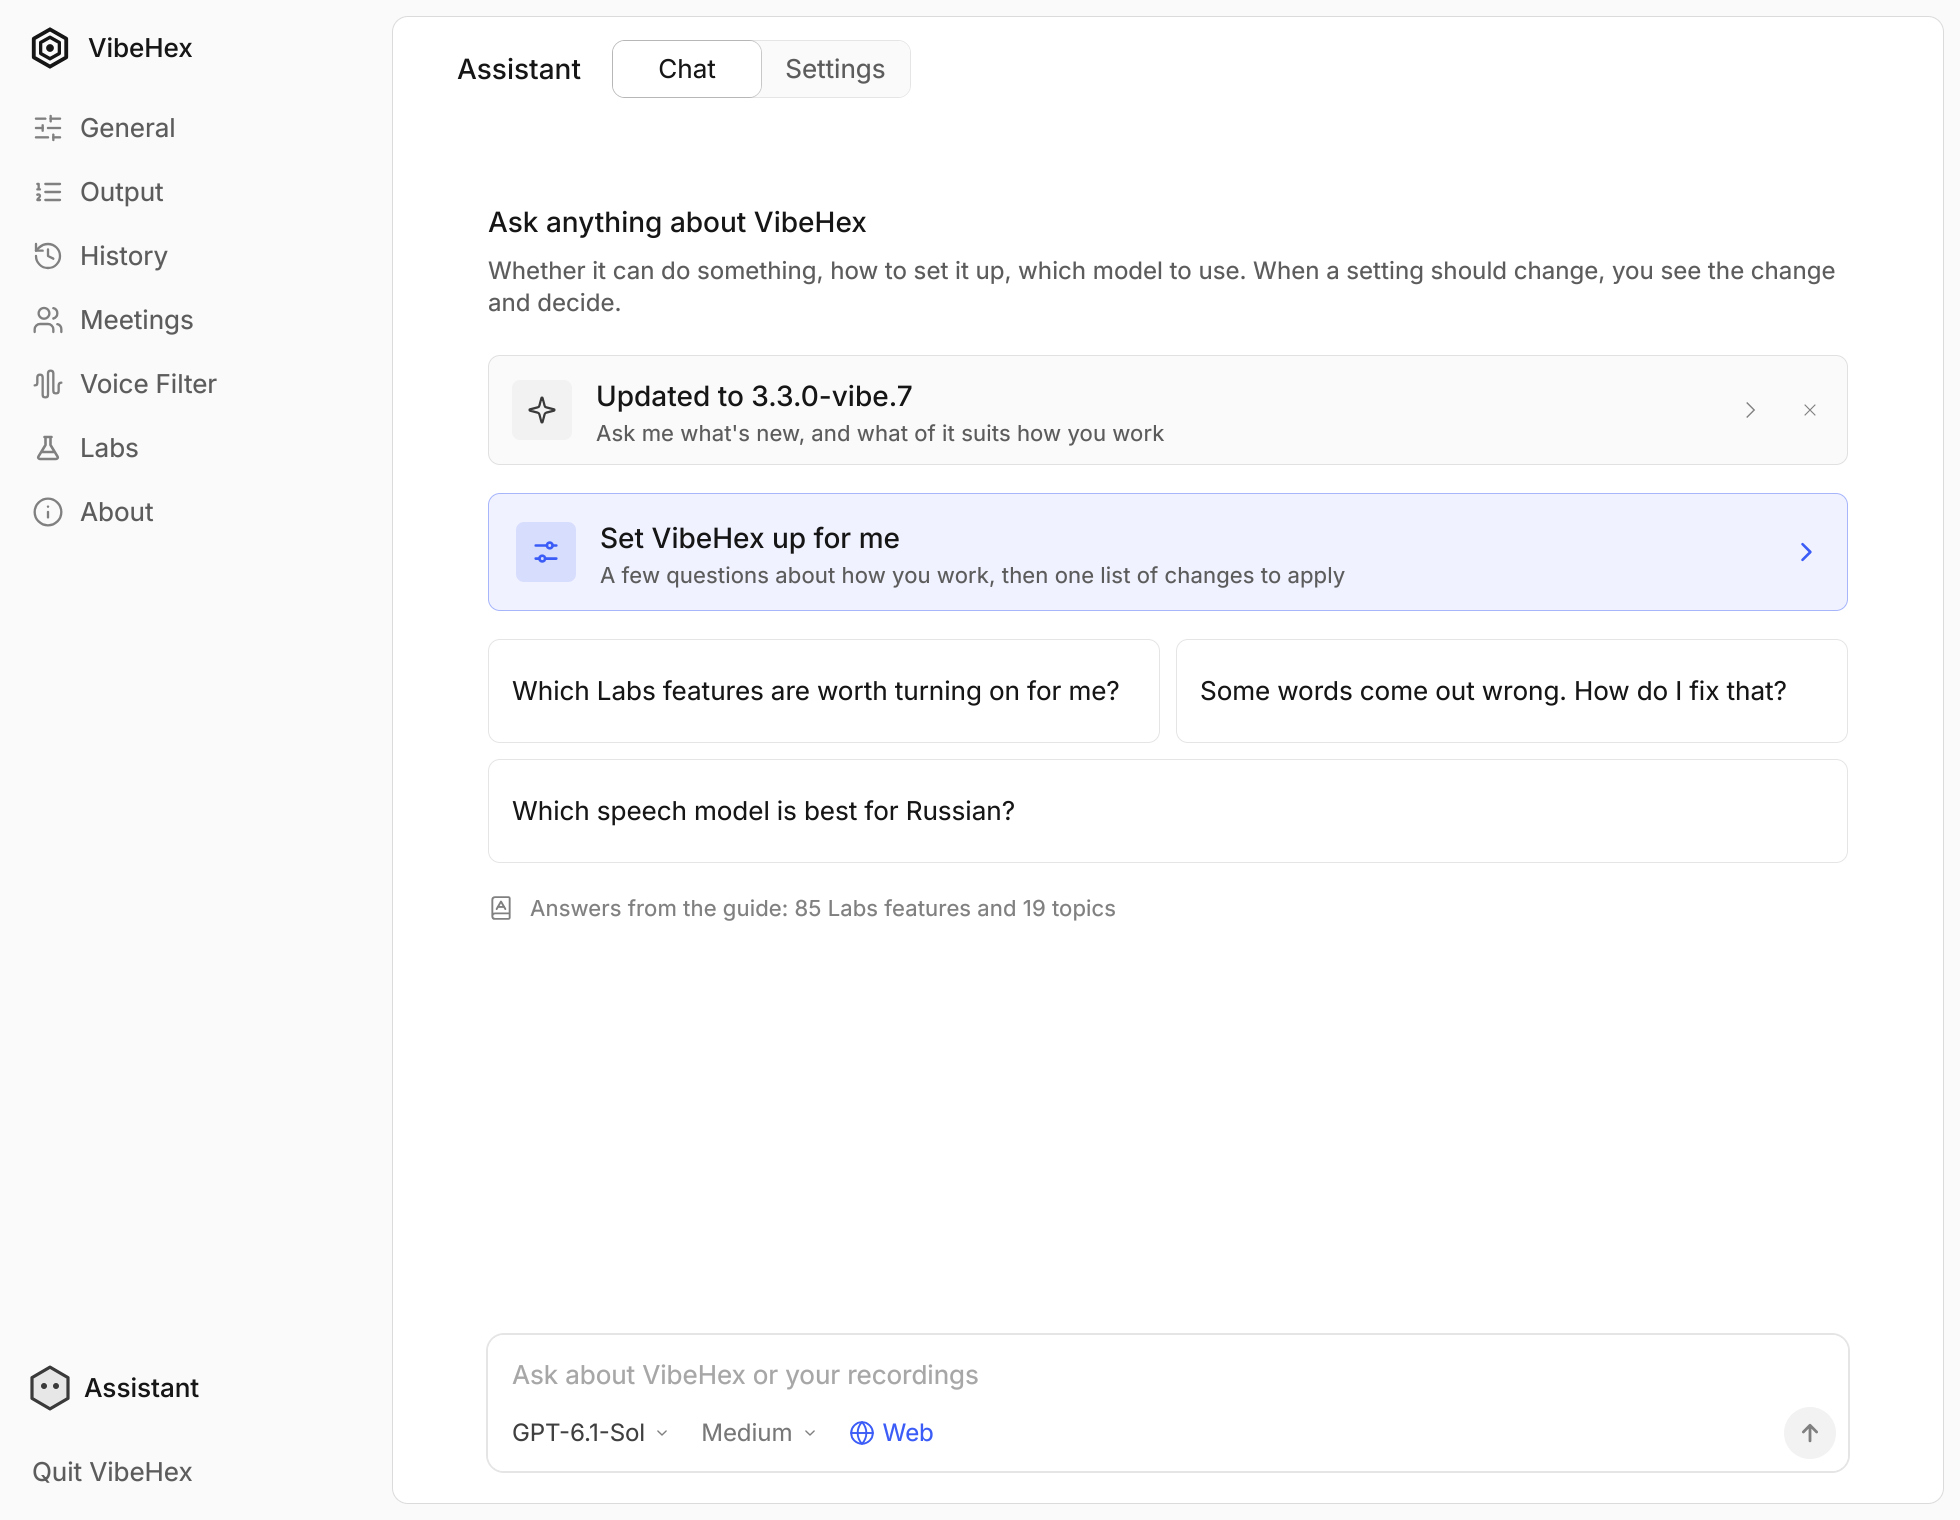 VibeHex
General
Output
History
Meetings
Voice Filter
Labs
About
Assistant
Quit VibeHex
Assistant
Chat
Settings
Ask anything about VibeHex
Whether it can do something, how to set it up, which model to use. When a setting should change, you see the change
and decide.
Updated to 3.3.0-vibe.7
Ask me what's new, and what of it suits how you work
Set VibeHex up for me
A few questions about how you work, then one list of changes to apply
Which Labs features are worth turning on for me?
Some words come out wrong. How do I fix that?
Which speech model is best for Russian?
Answers from the guide: 85 Labs features and 19 topics
Ask about VibeHex or your recordings
GPT-6.1-Sol
Medium
Web